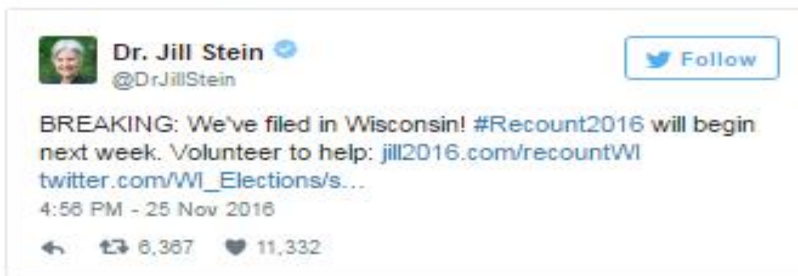 Dr. Jill Stein
@DrJillStein
Follow
BREAKING: We've filed in Wisconsin! #Recount2016 will begin
next week. Volunteer to help: jill2016.com/recountWI
twitter.com/WI_Elections/s…
4:56 PM - 25 Nov 2016
6,367 11,332